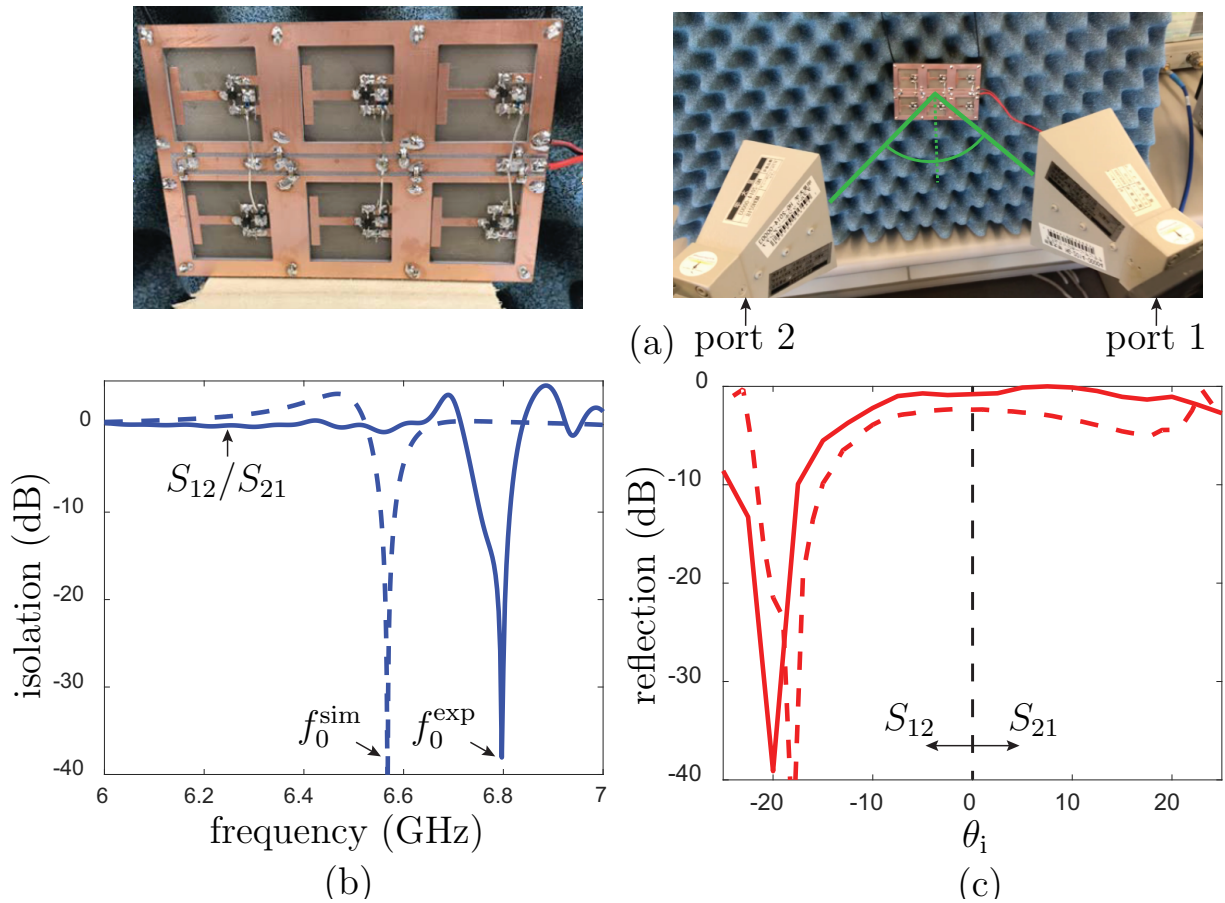 (a) port 2 port 1
0
-10
-20
-30
-40
isolation (dB)
S12/S21
f0sim
f0exp
6 6.2 6.4 6.6 6.8 7
frequency (GHz)
(b)
0
-10
-20
-30
-40
reflection (dB)
S12 S21
-20 -10 0 10 20
θi
(c)